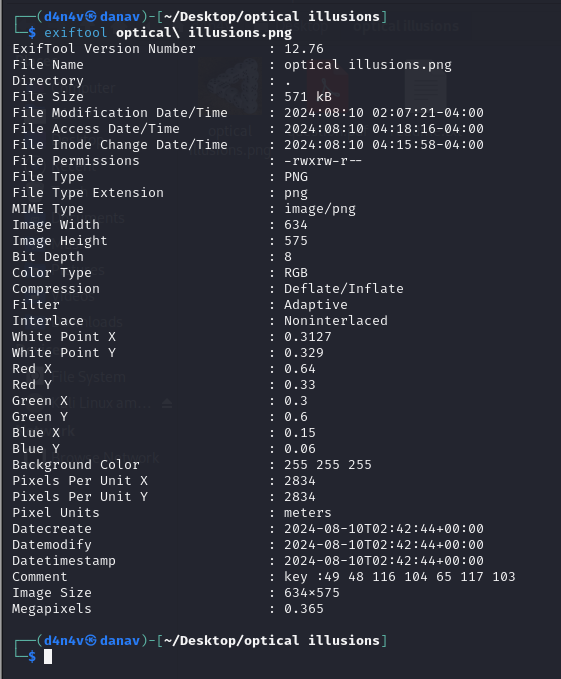 ┌──(d4n4v㉿danav)-[~/Desktop/optical illusions]
└─$ exiftool optical\ illusions.png
ExifTool Version Number         : 12.76
File Name                       : optical illusions.png
Directory                       : .
File Size                       : 571 kB
File Modification Date/Time     : 2024:08:10 02:07:21-04:00
File Access Date/Time           : 2024:08:10 04:18:16-04:00
File Inode Change Date/Time     : 2024:08:10 04:15:58-04:00
File Permissions                : -rwxrw-r--
File Type                       : PNG
File Type Extension             : png
MIME Type                       : image/png
Image Width                     : 634
Image Height                    : 575
Bit Depth                       : 8
Color Type                      : RGB
Compression                     : Deflate/Inflate
Filter                          : Adaptive
Interlace                       : Noninterlaced
White Point X                   : 0.3127
White Point Y                   : 0.329
Red X                           : 0.64
Red Y                           : 0.33
Green X                         : 0.3
Green Y                         : 0.6
Blue X                          : 0.15
Blue Y                          : 0.06
Background Color                : 255 255 255
Pixels Per Unit X               : 2834
Pixels Per Unit Y               : 2834
Pixel Units                     : meters
Datecreate                      : 2024-08-10T02:42:44+00:00
Datemodify                      : 2024-08-10T02:42:44+00:00
Datetimestamp                   : 2024-08-10T02:42:44+00:00
Comment                         : key :49 48 116 104 65 117 103
Image Size                      : 634×575
Megapixels                      : 0.365
┌──(d4n4v㉿danav)-[~/Desktop/optical illusions]
└─$